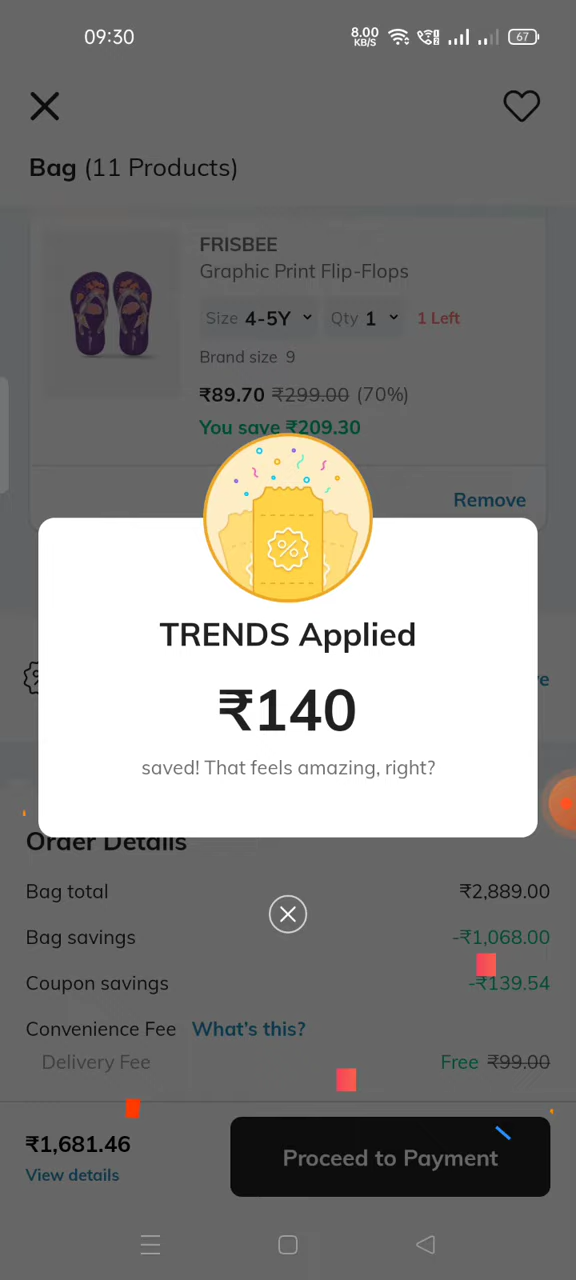 09:30
8.00
KB/S
67
Bag (11 Products)
FRISBEE
Graphic Print Flip-Flops
Size 4-5Y Qty 1 1 Left
Brand size 9
₹89.70 ₹299.00 (70%)
You save ₹209.30
Remove
%
TRENDS Applied
₹140
saved! That feels amazing, right?
Order Details
Bag total ₹2,889.00
Bag savings -₹1,068.00
Coupon savings -₹139.54
Convenience Fee What's this?
Delivery Fee Free ₹99.00
₹1,681.46
View details
Proceed to Payment